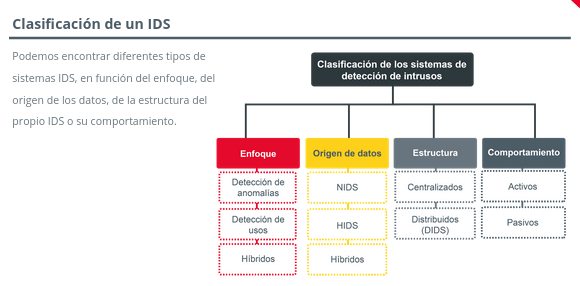 Clasificación de un IDS
Podemos encontrar diferentes tipos de
sistemas IDS, en función del enfoque, del
origen de los datos, de la estructura del
propio IDS o su comportamiento.
Clasificación de los sistemas de
detección de intrusos
Enfoque
Detección de
anomalías
Detección de
usos
Híbridos
Origen de datos
NIDS
HIDS
Híbridos
Estructura
Centralizados
Distribuidos
(DIDS)
Comportamiento
Activos
Pasivos